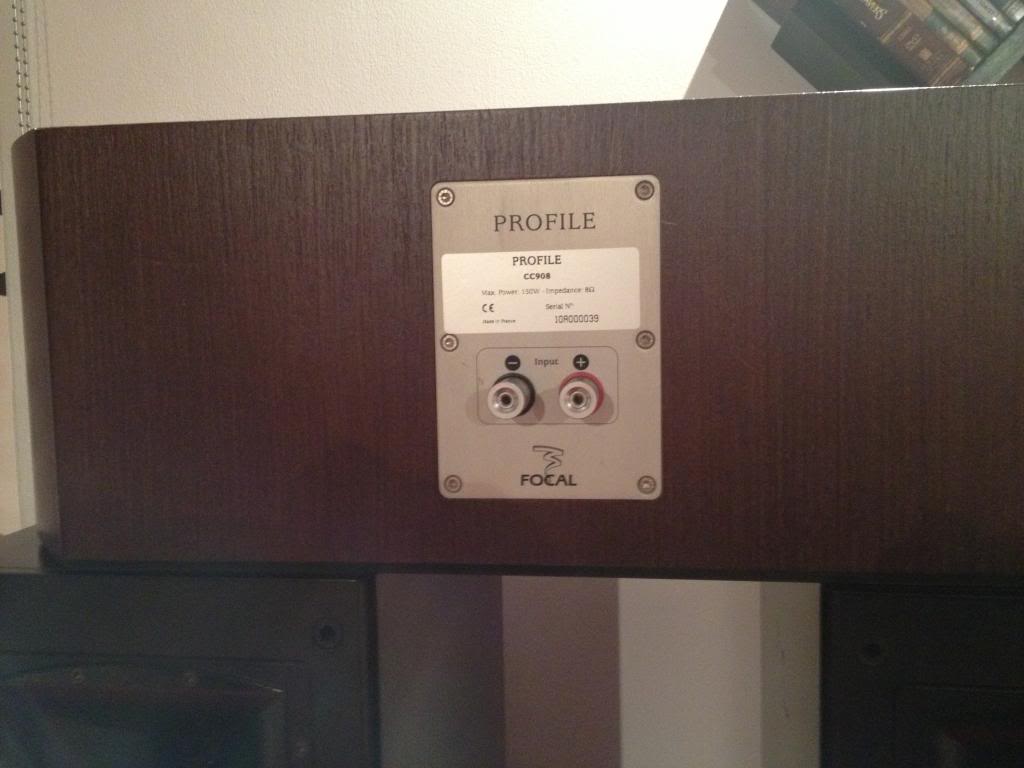 PROFILE
PROFILE
CC908
Max. Power: 150W - Impedance: 8Ω
CE Serial N°:
Made in France 10R000039
− Input +
FOCAL